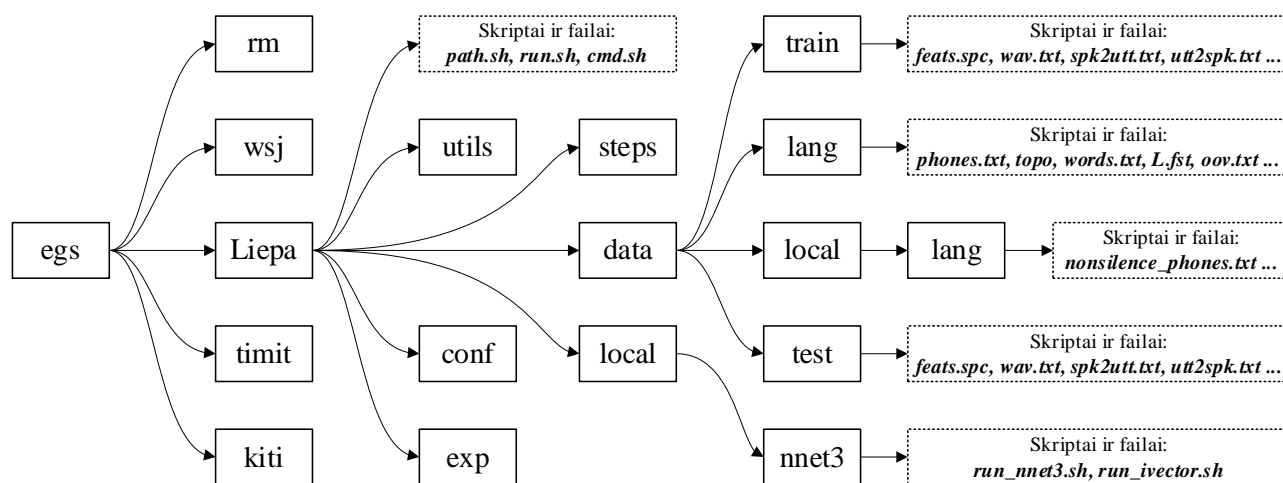 rm
Skriptai ir failai:
path.sh, run.sh, cmd.sh
train
Skriptai ir failai:
feats.spc, wav.txt, spk2utt.txt, utt2spk.txt ...
wsj
utils
steps
lang
Skriptai ir failai:
phones.txt, topo, words.txt, L.fst, oov.txt ...
egs
Liepa
data
local
lang
Skriptai ir failai:
nonsilence_phones.txt ...
timit
conf
local
test
Skriptai ir failai:
feats.spc, wav.txt, spk2utt.txt, utt2spk.txt ...
kiti
exp
nnet3
Skriptai ir failai:
run_nnet3.sh, run_ivector.sh